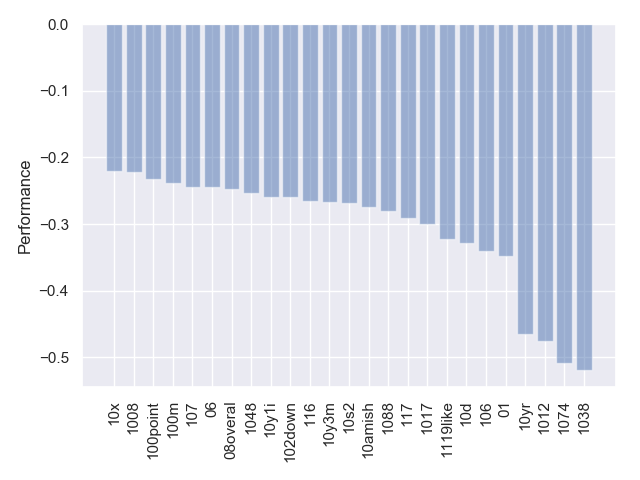 0.0
−0.1
−0.2
−0.3
−0.4
−0.5
Performance
10x
1008
100point
100m
107
06
08overal
1048
10y1i
102down
116
10y3m
10s2
10amish
1088
117
1017
1119like
10d
106
01
10yr
1012
1074
1038